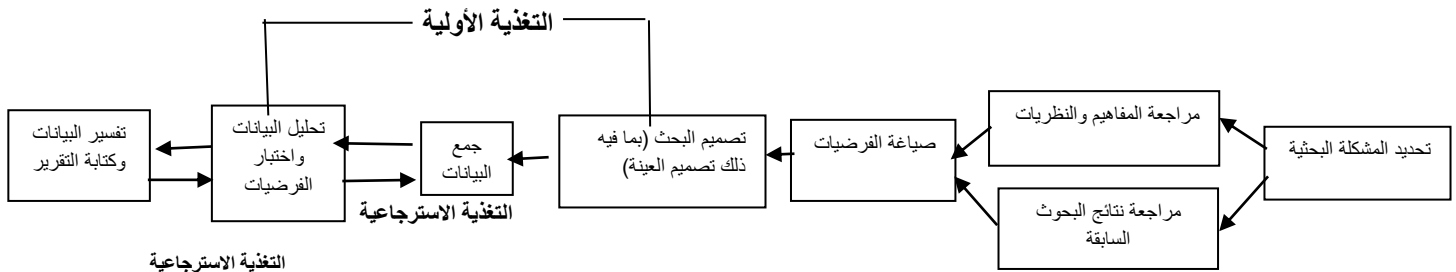 التغذية الأولية
تحديد المشكلة البحثية
مراجعة المفاهيم والنظريات
مراجعة نتائج البحوث
السابقة
صياغة الفرضيات
تصميم البحث (بما فيه
ذلك تصميم العينة)
جمع
البيانات
تحليل البيانات
واختبار
الفرضيات
تفسير البيانات
وكتابة التقرير
التغذية الاسترجاعية
التغذية الاسترجاعية